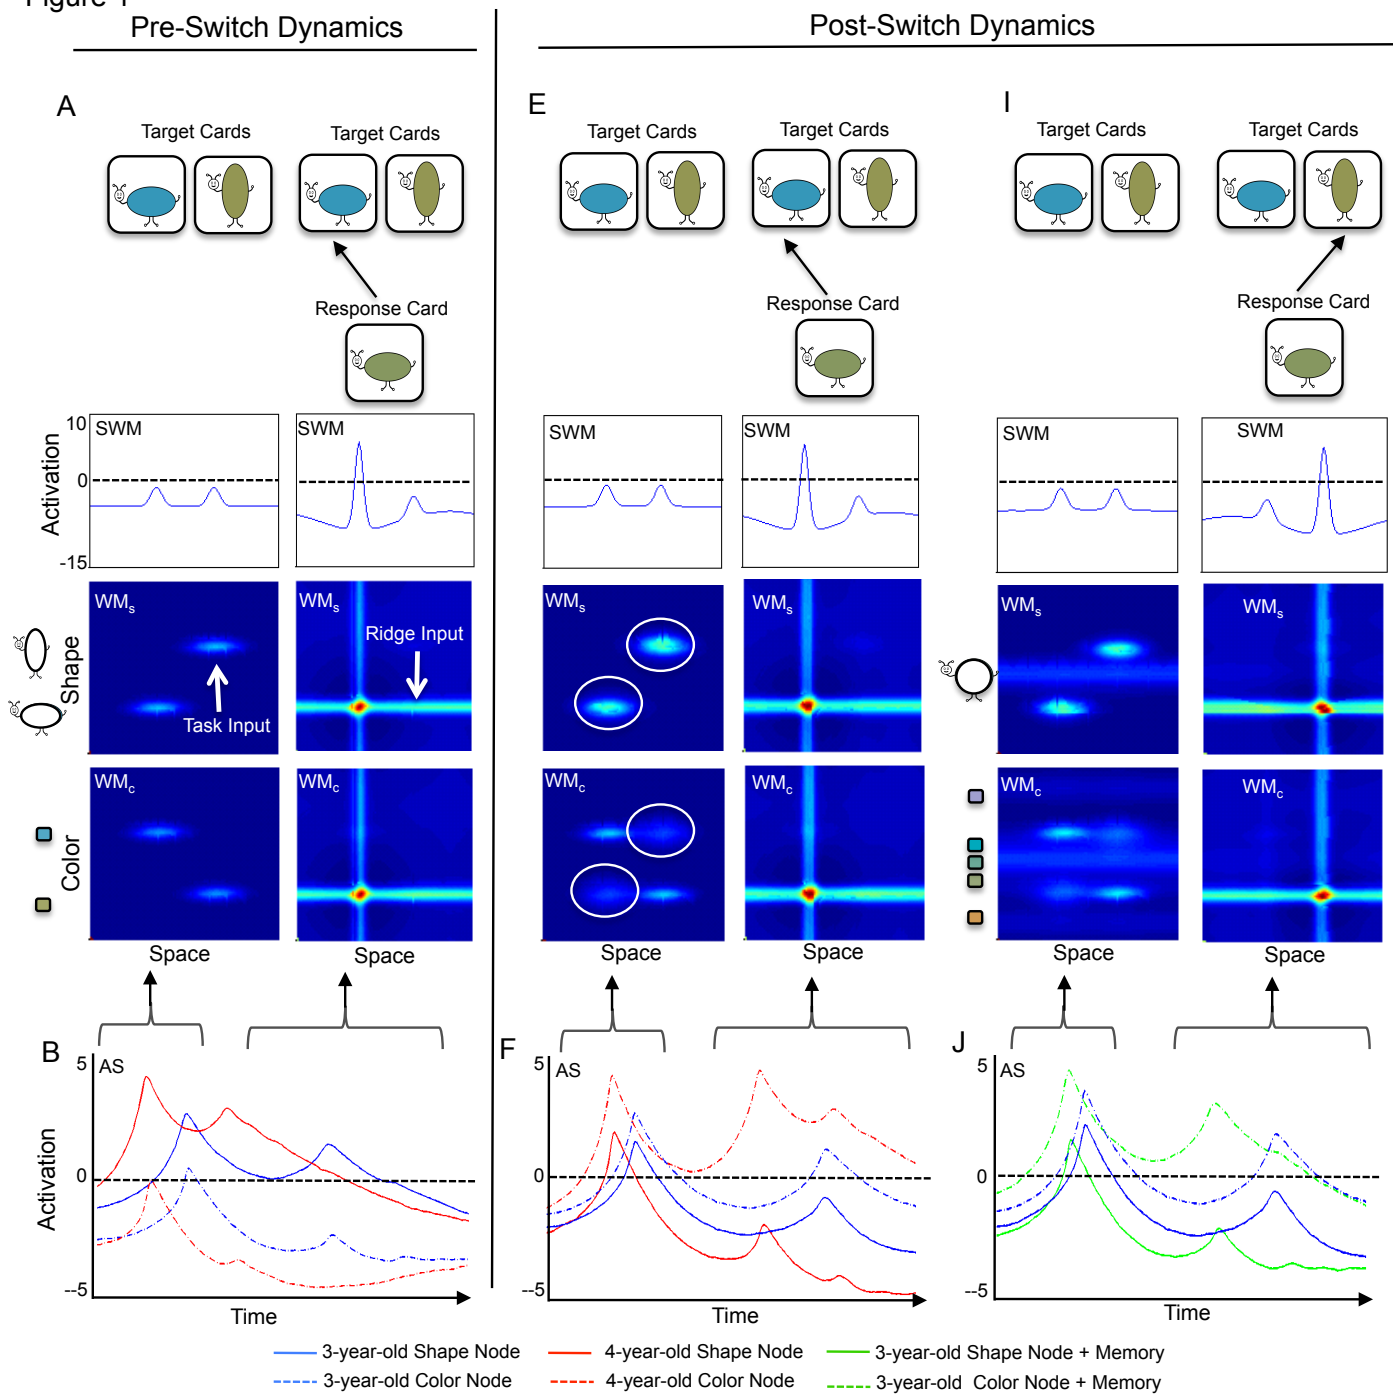 Pre-Switch Dynamics
Post-Switch Dynamics
A
Target Cards
Target Cards
Response Card
E
Target Cards
Target Cards
Response Card
I
Target Cards
Target Cards
Response Card
Activation
10
0
-15
SWM
SWM
SWM
SWM
SWM
SWM
Shape
WMs
Task Input
WMs
Ridge Input
WMs
WMs
WMs
WMs
Color
WMc
WMc
WMc
WMc
WMc
WMc
Space
Space
Space
Space
Space
Space
B
AS
5
0
--5
Activation
Time
F
AS
5
0
--5
Time
J
AS
5
0
--5
Time
3-year-old Shape Node
4-year-old Shape Node
3-year-old Shape Node + Memory
3-year-old Color Node
4-year-old Color Node
3-year-old Color Node + Memory